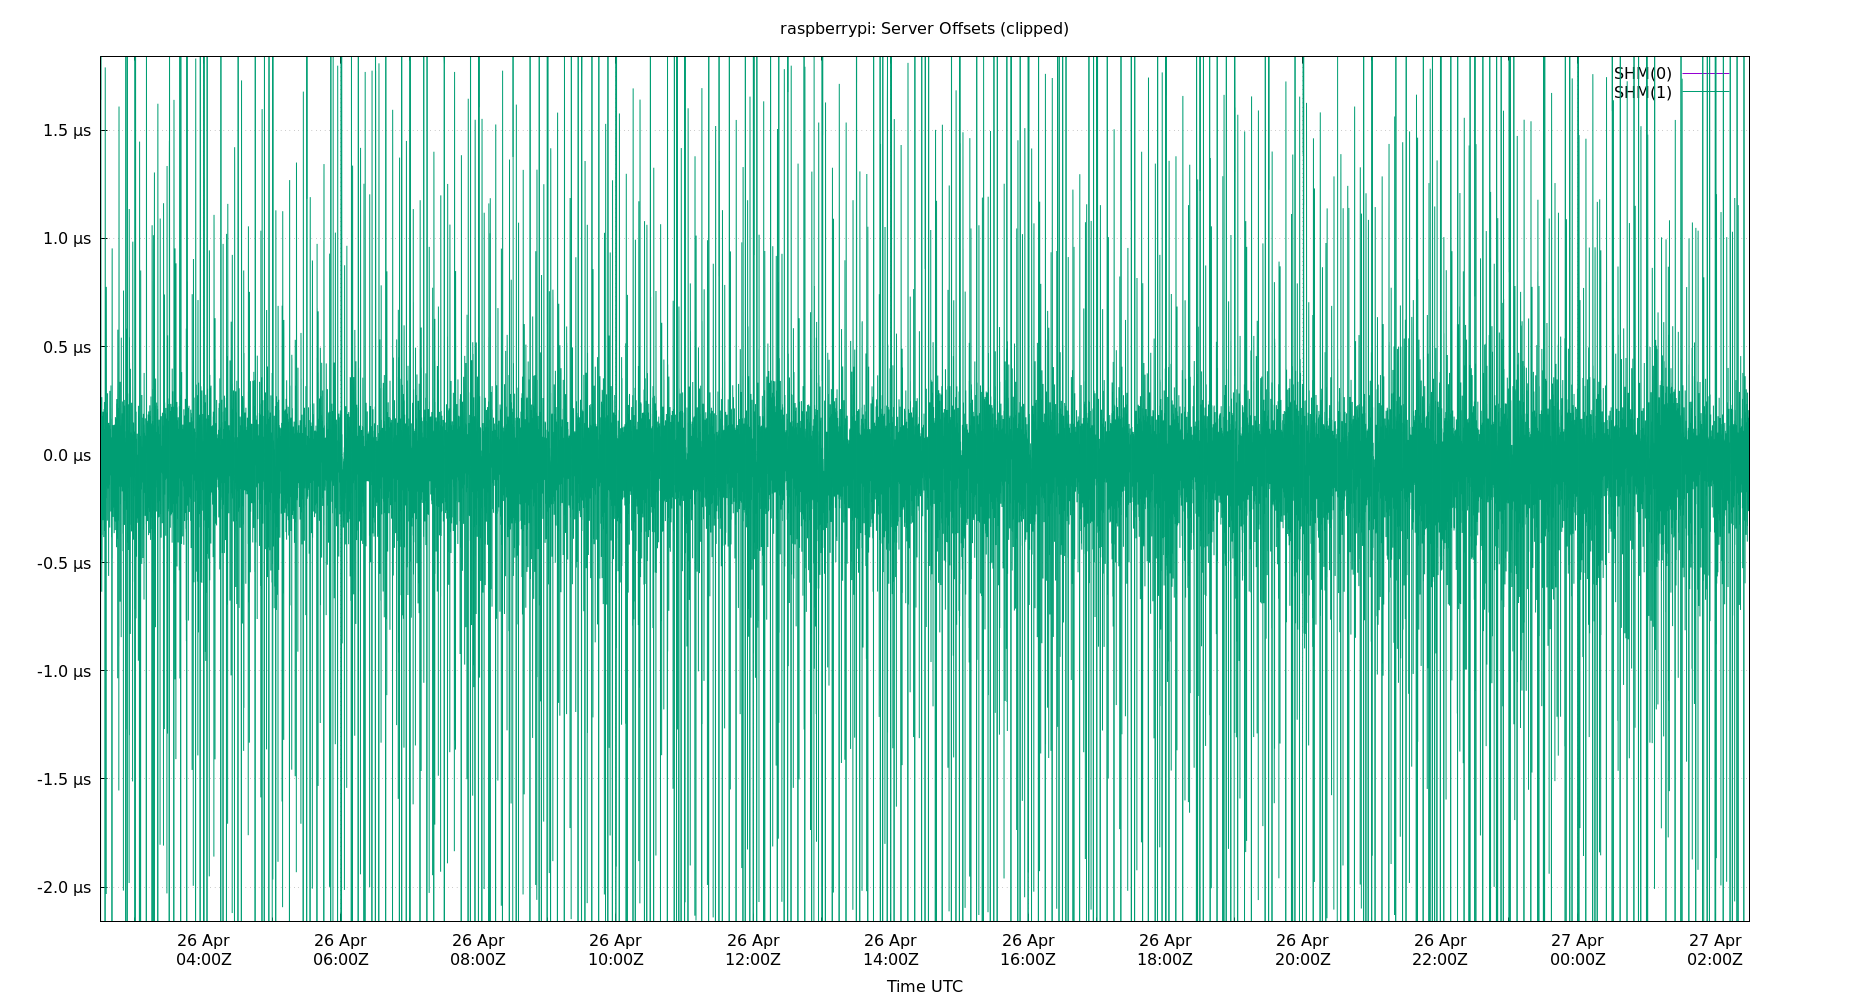 raspberrypi: Server Offsets (clipped)
SHM(0)
SHM(1)
1.5 µs
1.0 µs
0.5 µs
0.0 µs
-0.5 µs
-1.0 µs
-1.5 µs
-2.0 µs
26 Apr 26 Apr 26 Apr 26 Apr 26 Apr 26 Apr 26 Apr 26 Apr 26 Apr 26 Apr 27 Apr 27 Apr
04:00Z 06:00Z 08:00Z 10:00Z 12:00Z 14:00Z 16:00Z 18:00Z 20:00Z 22:00Z 00:00Z 02:00Z
Time UTC